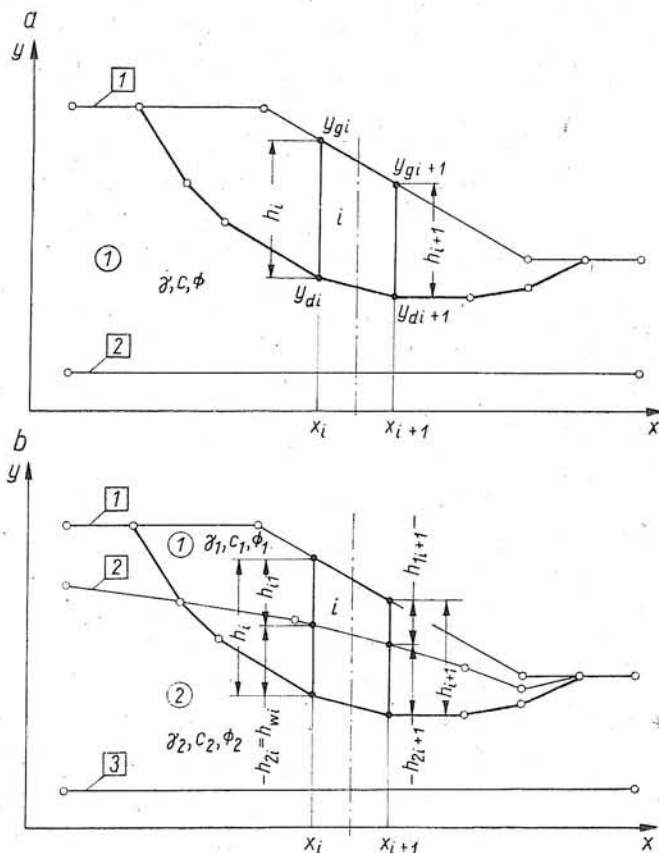 a
y
1
y_gi
y_gi+1
h_i
i
h_i+1
1
γ, c, ϕ
y_di
y_di+1
2
x_i
x_i+1
x
b
y
1
1
γ_1, c_1, ϕ_1
2
h_i
h_i1
i
h_1i+1
h_i+1
2
γ_2, c_2, ϕ_2
h_2i = h_wi
h_2i+1
3
x_i
x_i+1
x